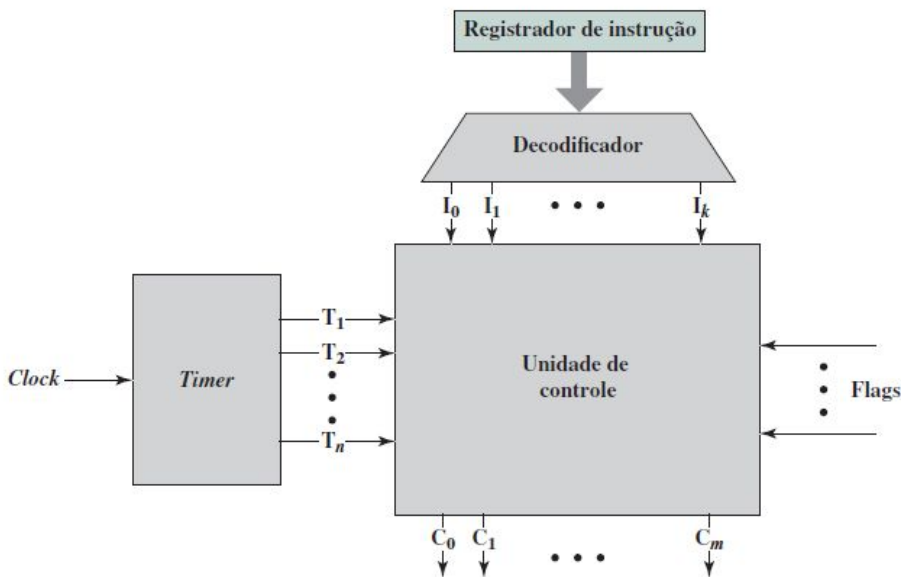 Registrador de instrução
Decodificador
I0 I1 • • • Ik
Clock
Timer
T1
T2
•
•
•
Tn
Unidade de
controle
•
•
•
Flags
C0 C1 • • • Cm